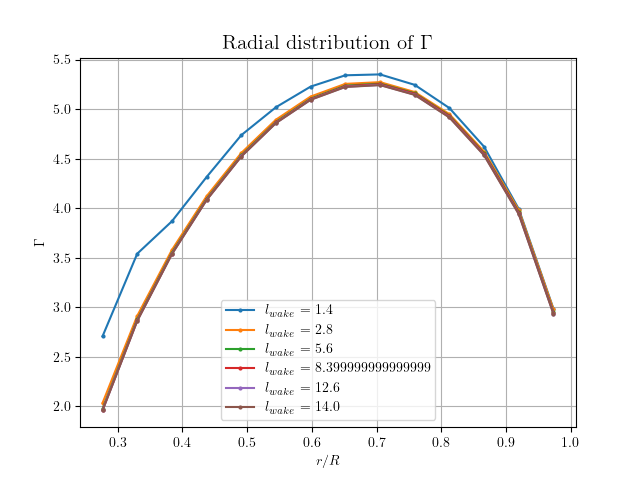 Radial distribution of Γ
5.5
5.0
4.5
4.0
3.5
3.0
2.5
2.0
Γ
l_wake = 1.4
l_wake = 2.8
l_wake = 5.6
l_wake = 8.399999999999999
l_wake = 12.6
l_wake = 14.0
0.3 0.4 0.5 0.6 0.7 0.8 0.9 1.0
r/R